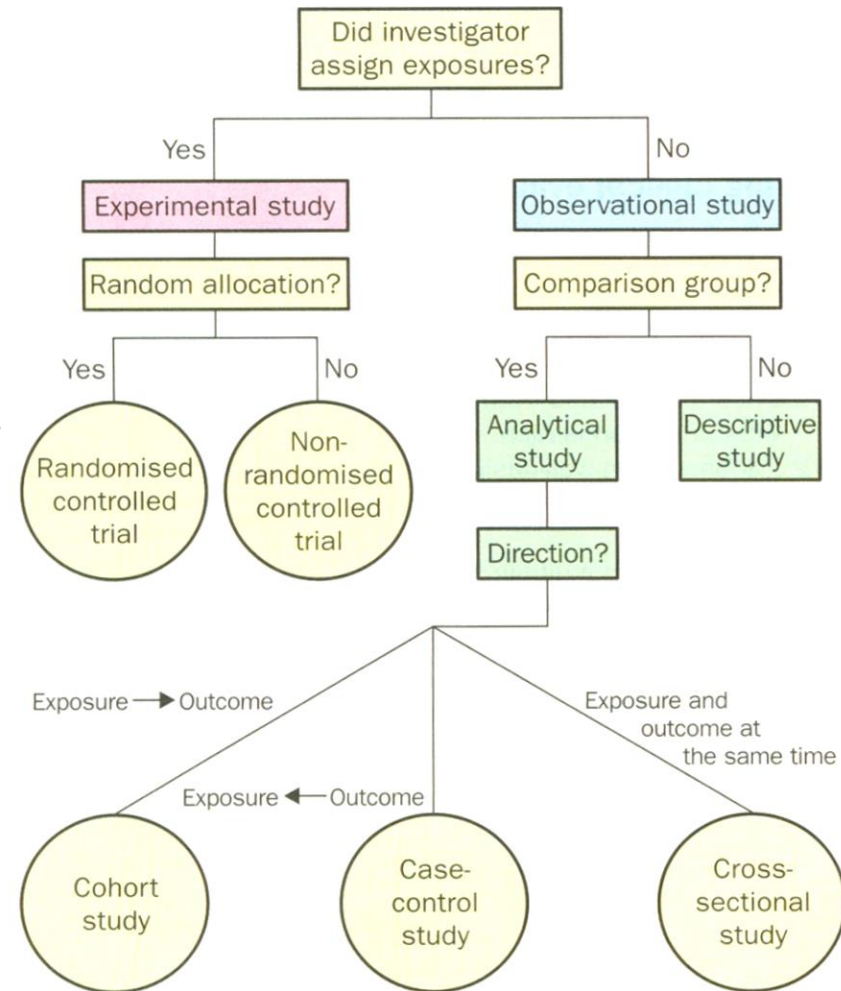 Did investigator
assign exposures?
Yes
No
Experimental study
Observational study
Random allocation?
Comparison group?
Yes
No
Yes
No
Randomised
controlled
trial
Non-
randomised
controlled
trial
Analytical
study
Descriptive
study
Direction?
Exposure → Outcome
Exposure and
outcome at
the same time
Exposure ← Outcome
Cohort
study
Case-
control
study
Cross-
sectional
study